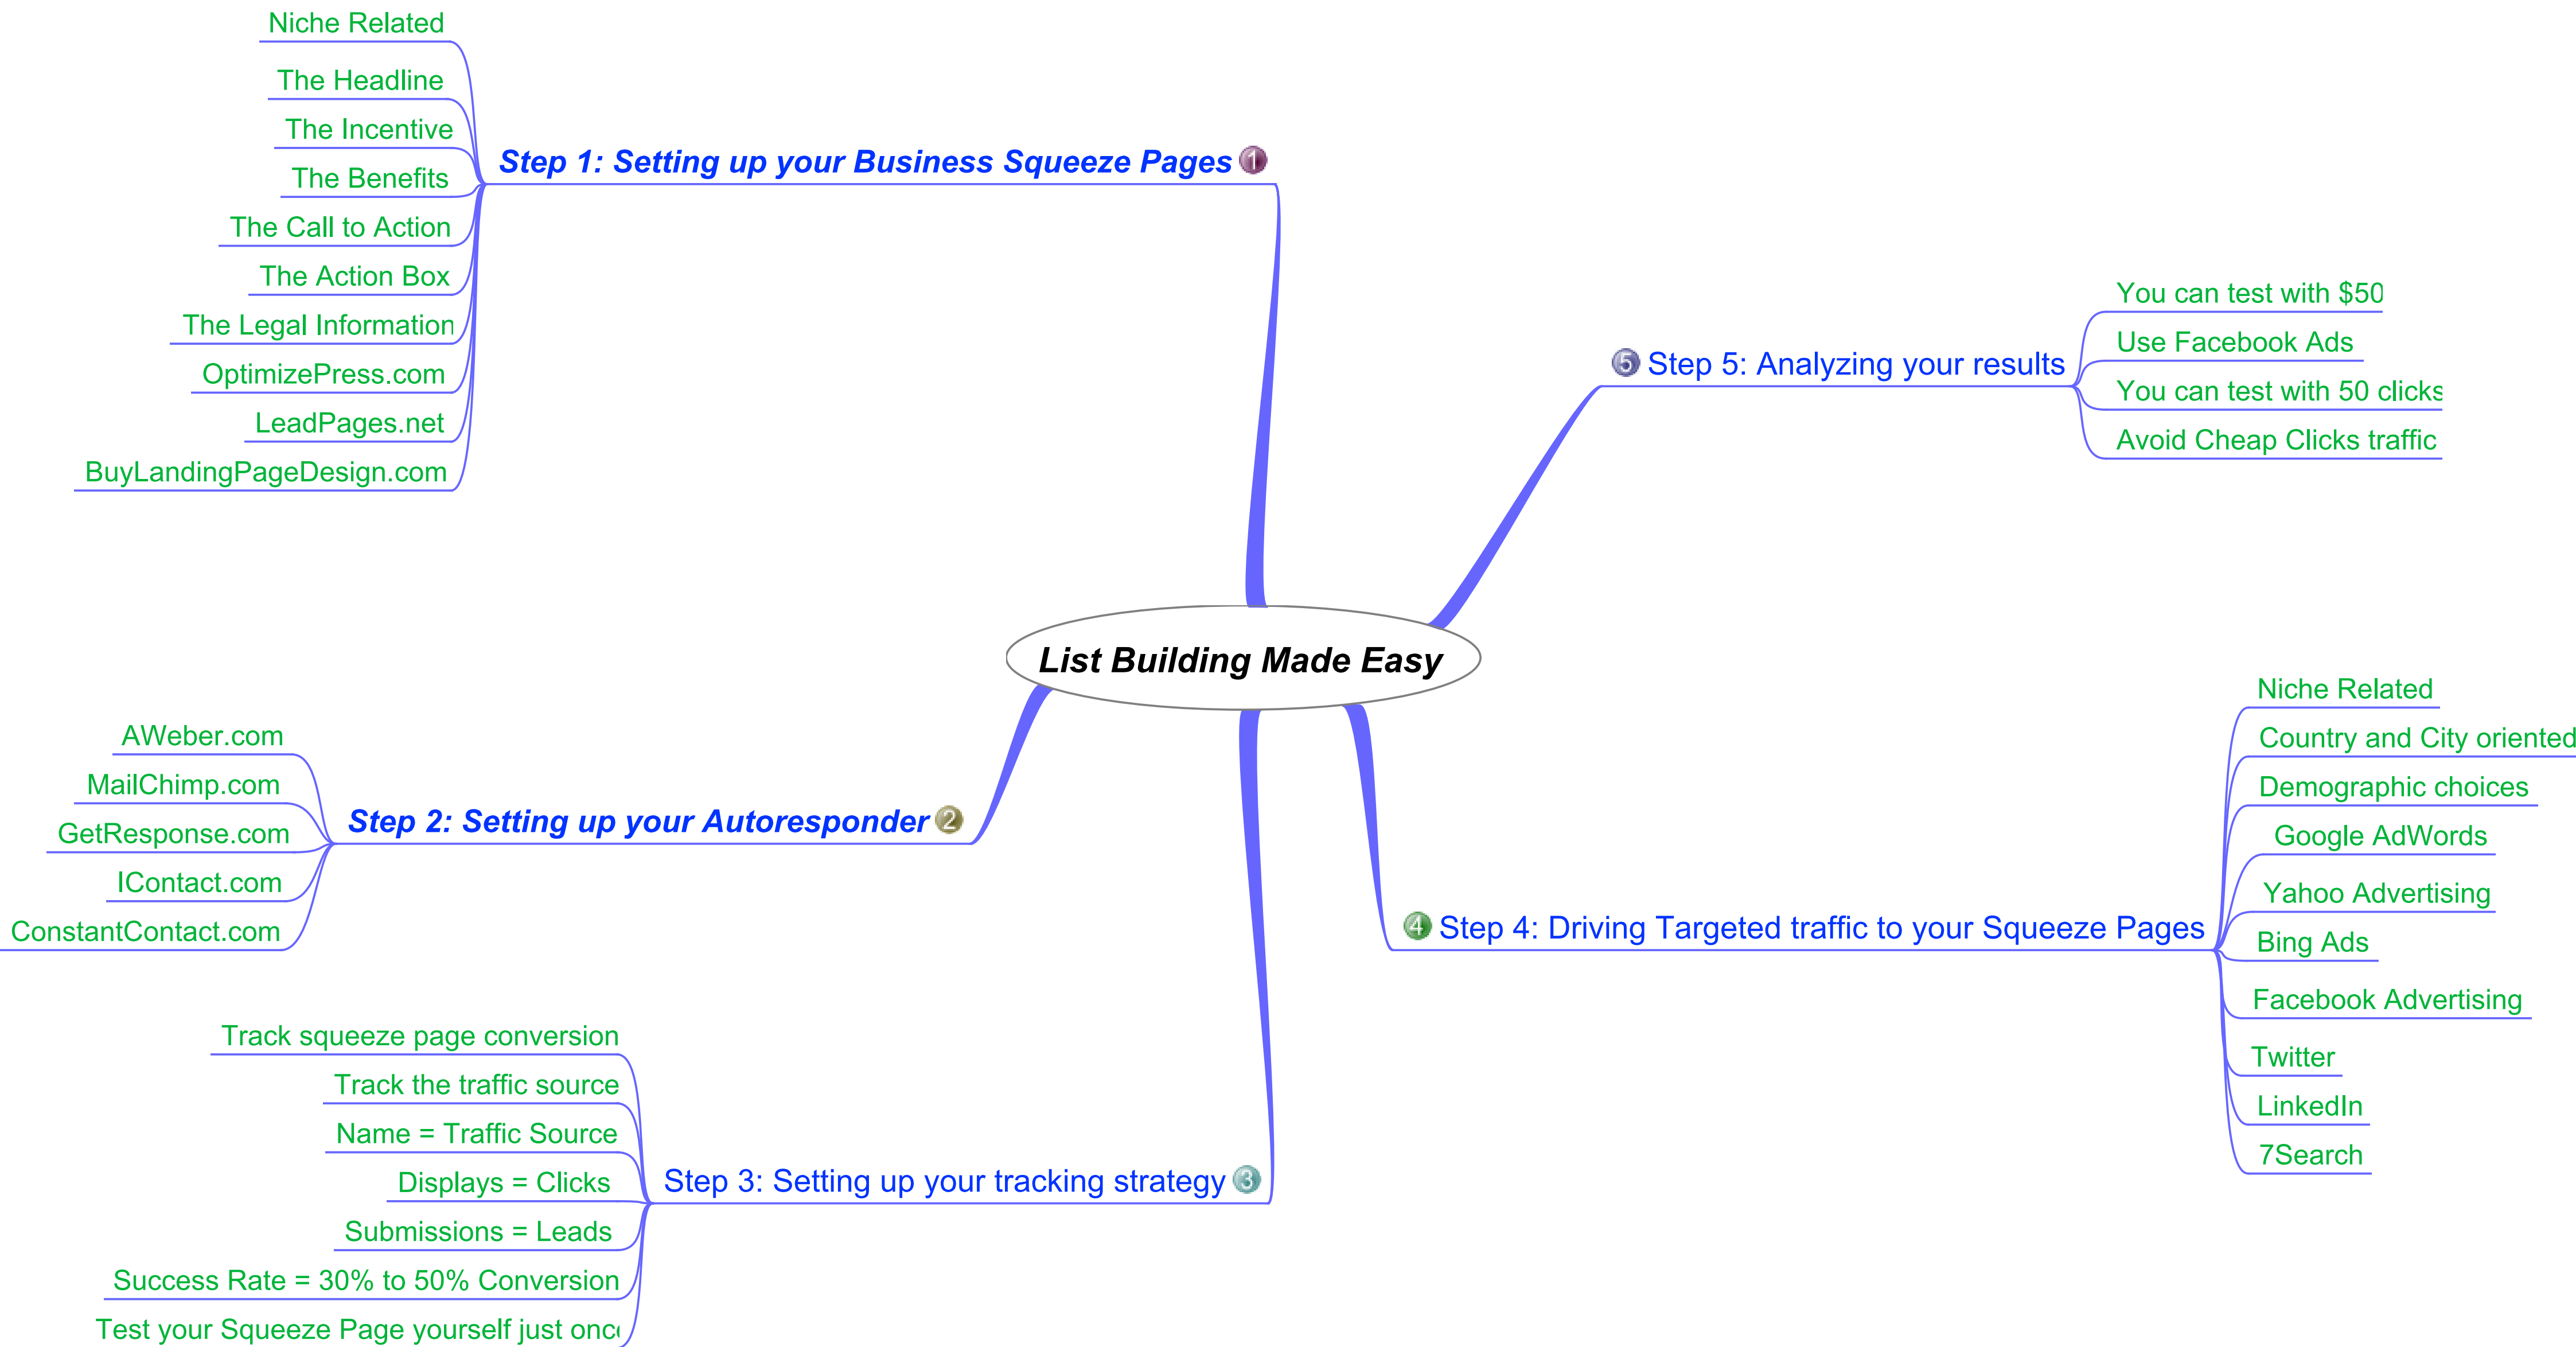 List Building Made Easy
Step 1: Setting up your Business Squeeze Pages
1
Niche Related
The Headline
The Incentive
The Benefits
The Call to Action
The Action Box
The Legal Information
OptimizePress.com
LeadPages.net
BuyLandingPageDesign.com
Step 2: Setting up your Autoresponder
2
AWeber.com
MailChimp.com
GetResponse.com
IContact.com
ConstantContact.com
Step 3: Setting up your tracking strategy
3
Track squeeze page conversion
Track the traffic source
Name = Traffic Source
Displays = Clicks
Submissions = Leads
Success Rate = 30% to 50% Conversion
Test your Squeeze Page yourself just once
4
Step 4: Driving Targeted traffic to your Squeeze Pages
Niche Related
Country and City oriented
Demographic choices
Google AdWords
Yahoo Advertising
Bing Ads
Facebook Advertising
Twitter
LinkedIn
7Search
5
Step 5: Analyzing your results
You can test with $50
Use Facebook Ads
You can test with 50 clicks
Avoid Cheap Clicks traffic